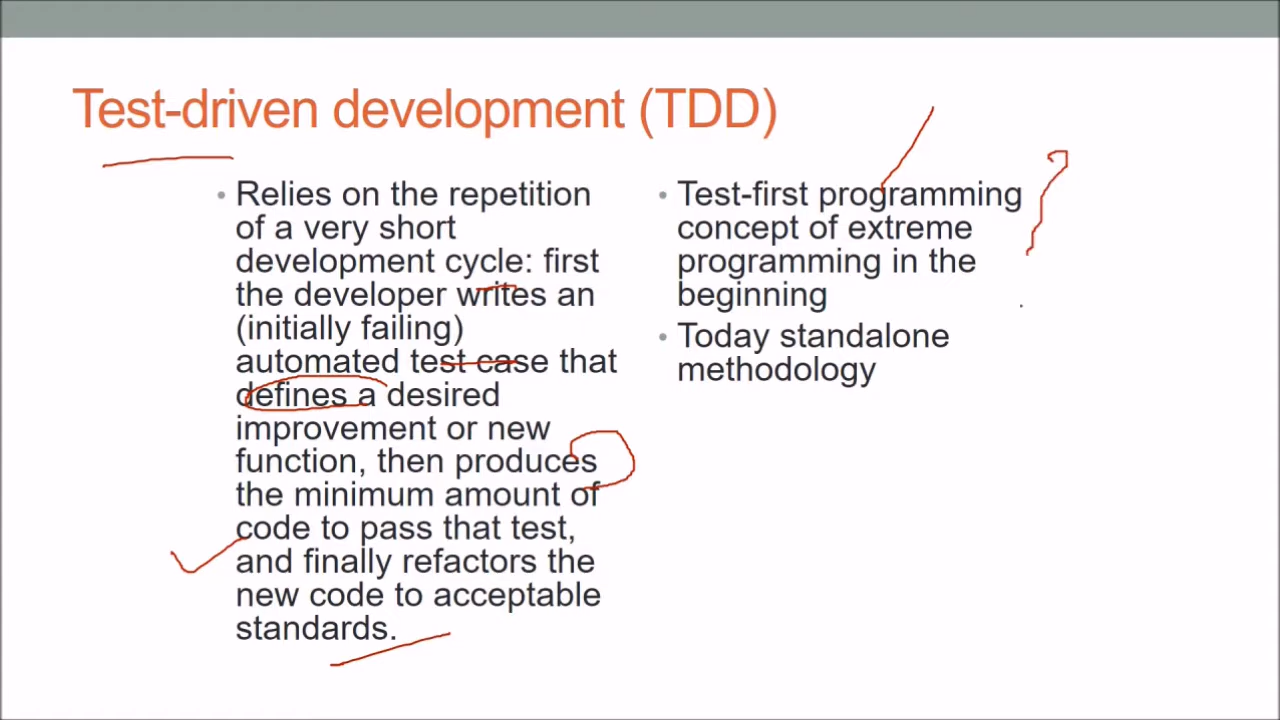 Test-driven development (TDD)
• Relies on the repetition
of a very short
development cycle: first
the developer writes an
(initially failing)
automated test case that
defines a desired
improvement or new
function, then produces
the minimum amount of
code to pass that test,
and finally refactors the
new code to acceptable
standards.
• Test-first programming
concept of extreme
programming in the
beginning
• Today standalone
methodology